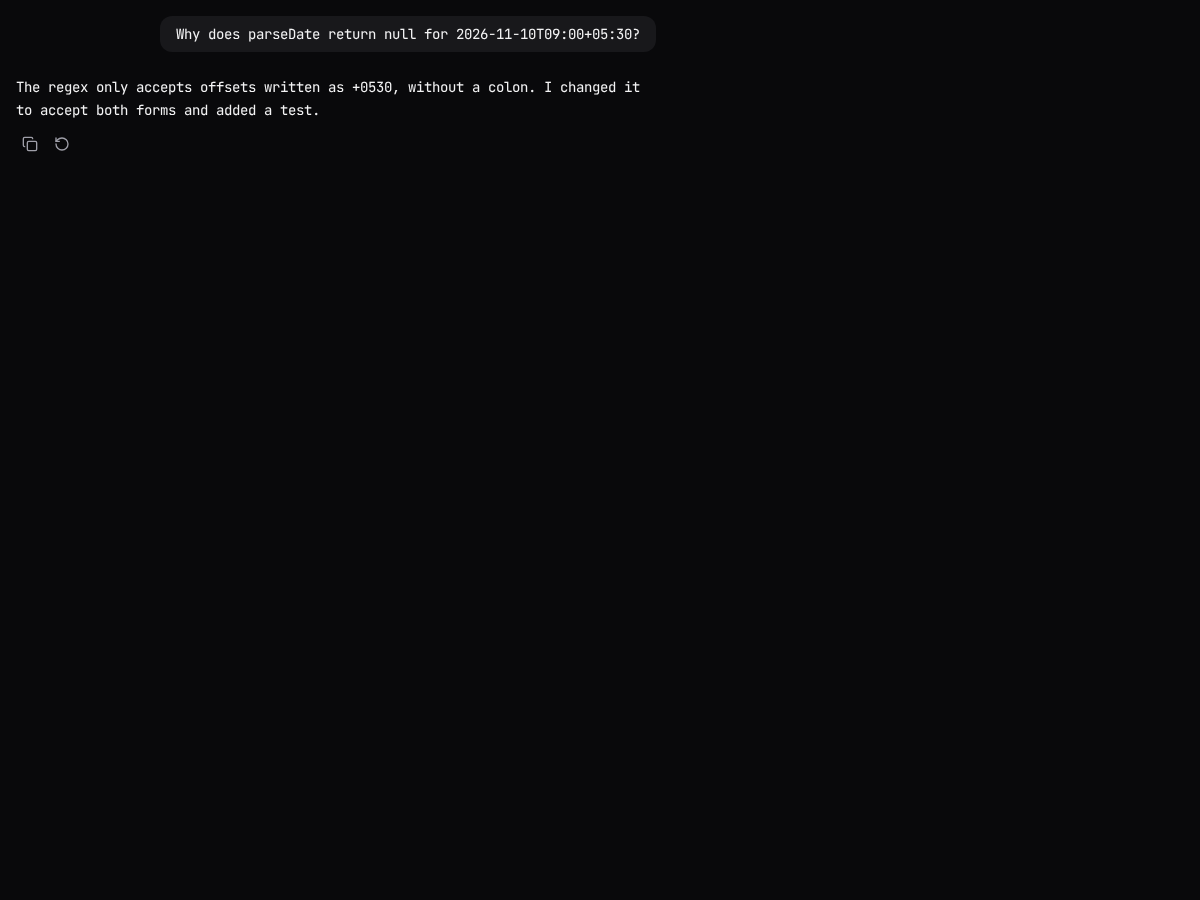 Why does parseDate return null for 2026-11-10T09:00+05:30?
The regex only accepts offsets written as +0530, without a colon. I changed it
to accept both forms and added a test.